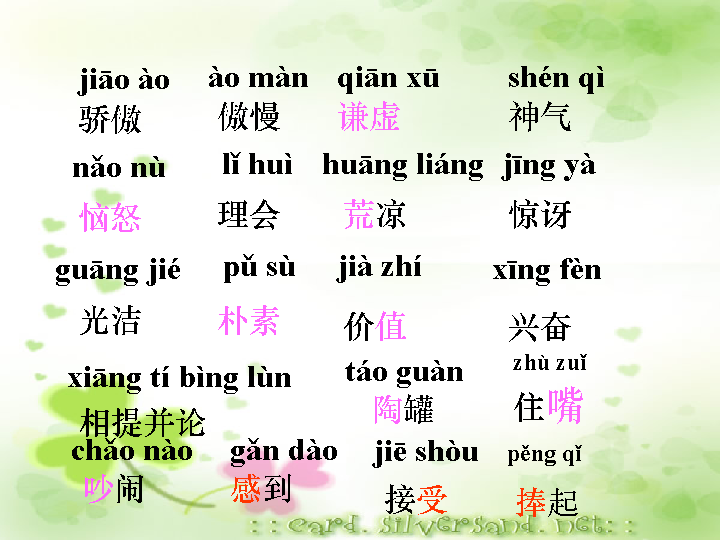 jiāo ào ào màn qiān xū shén qì
骄傲 傲慢 谦虚 神气
nǎo nù lǐ huì huāng liáng jīng yà
恼怒 理会 荒凉 惊讶
guāng jié pǔ sù jià zhí xīng fèn
光洁 朴素 价值 兴奋
xiāng tí bìng lùn táo guàn zhù zuǐ
相提并论 陶罐 住嘴
chǎo nào gǎn dào jiē shòu pěng qǐ
吵闹 感到 接受 捧起
::card.silversand.net::